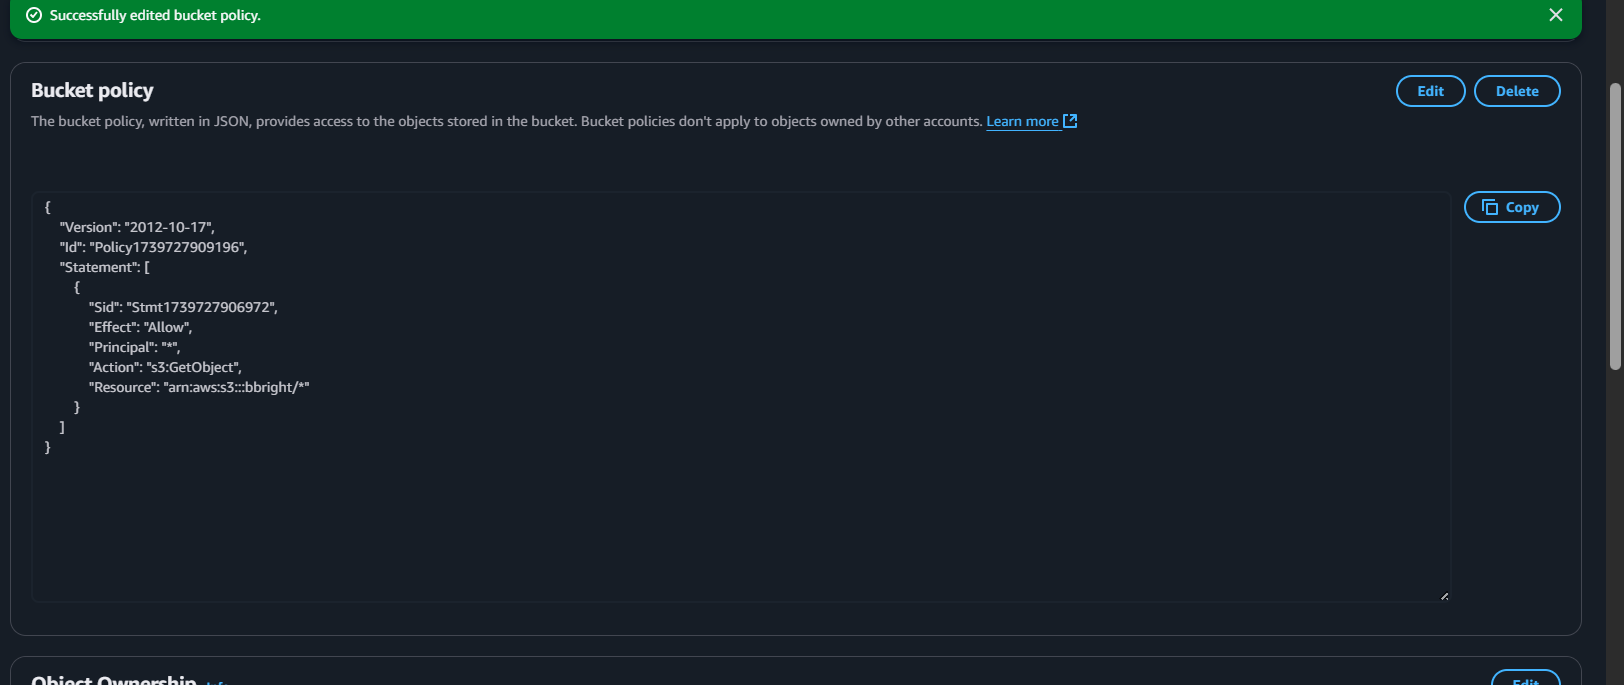 Successfully edited bucket policy.
Bucket policy
Edit
Delete
The bucket policy, written in JSON, provides access to the objects stored in the bucket. Bucket policies don't apply to objects owned by other accounts. Learn more
Copy
{
"Version": "2012-10-17",
"Id": "Policy1739727909196",
"Statement": [
{
"Sid": "Stmt1739727906972",
"Effect": "Allow",
"Principal": "*",
"Action": "s3:GetObject",
"Resource": "arn:aws:s3:::bbright/*"
}
]
}
Object Ownership
Edit